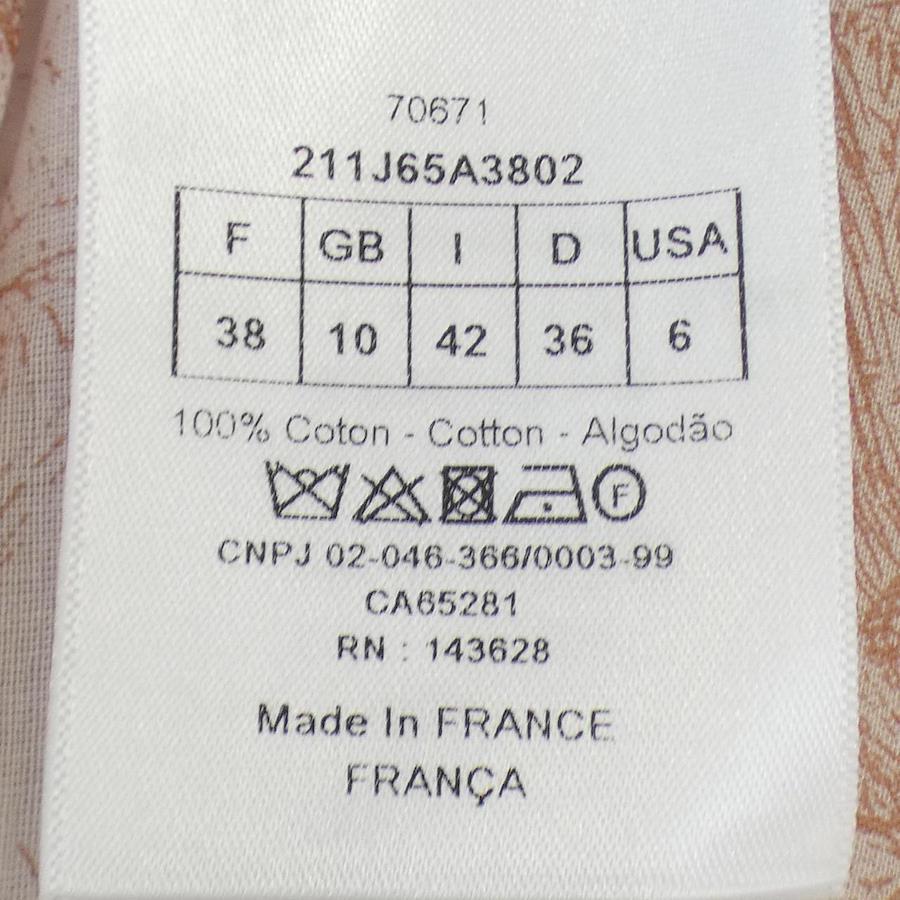 70671
211J65A3802
F GB I D USA
38 10 42 36 6
100% Coton - Cotton - Algodão
F
CNPJ 02-046-366/0003-99
CA65281
RN : 143628
Made In FRANCE
FRANÇA